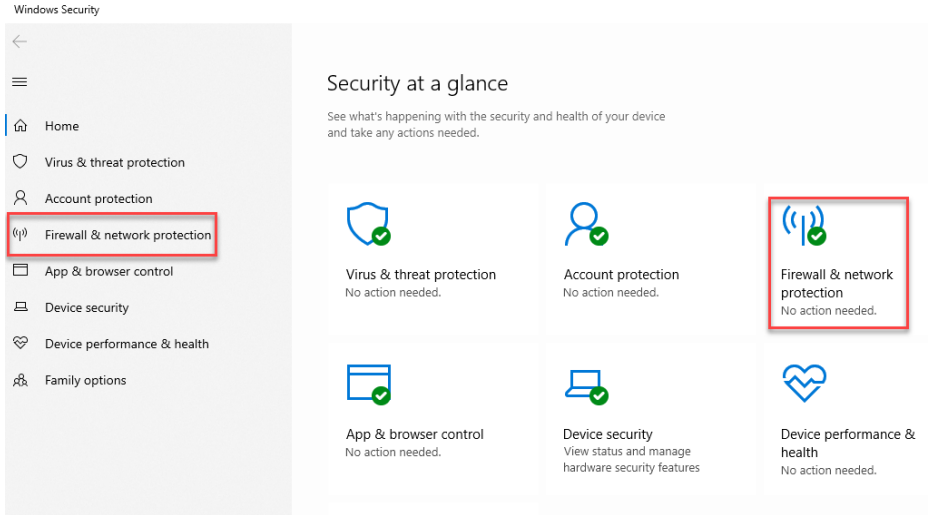 Windows Security
Home
Virus & threat protection
Account protection
Firewall & network protection
App & browser control
Device security
Device performance & health
Family options
Security at a glance
See what's happening with the security and health of your device
and take any actions needed.
Virus & threat protection
No action needed.
Account protection
No action needed.
Firewall & network
protection
No action needed.
App & browser control
No action needed.
Device security
View status and manage
hardware security features
Device performance &
health
No action needed.